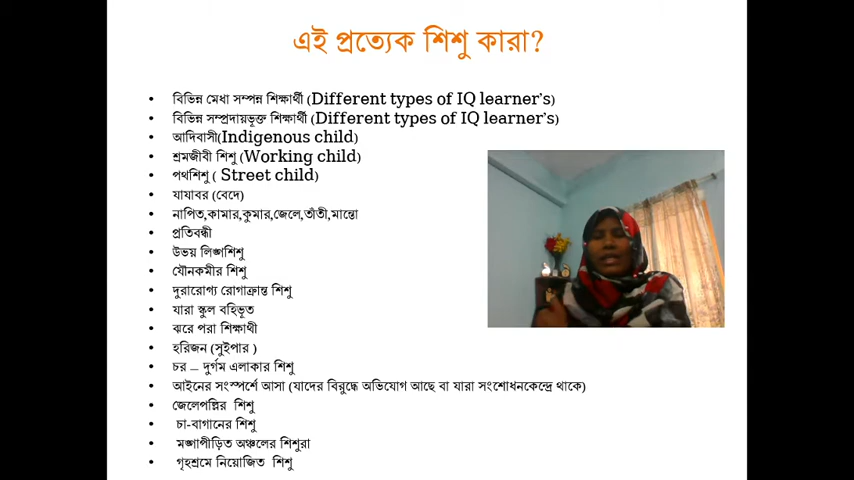 এই প্রত্যেক শিশু কারা?
• বিভিন্ন মেধা সম্পন্ন শিক্ষার্থী (Different types of IQ learner's)
• বিভিন্ন সম্প্রদায়ভূক্ত শিক্ষার্থী (Different types of IQ learner's)
• আদিবাসী(Indigenous child)
• শ্রমজীবী শিশু (Working child)
• পথশিশু ( Street child)
• যাযাবর (বেদে)
• নাপিত,কামার,কুমার,জেলে,তাঁতী,মান্তো
• প্রতিবন্ধী
• উভয় লিঙ্গশিশু
• যৌনকর্মীর শিশু
• দুরারোগ্য রোগাক্রান্ত শিশু
• যারা স্কুল বহির্ভূত
• ঝরে পরা শিক্ষার্থী
• হরিজন (সুইপার )
• চর – দুর্গম এলাকার শিশু
• আইনের সংস্পর্শে আসা (যাদের বিরুদ্ধে অভিযোগ আছে বা যারা সংশোধনকেন্দ্রে থাকে)
• জেলেপল্লির শিশু
• চা-বাগানের শিশু
• মঙ্গাপীড়িত অঞ্চলের শিশুরা
• গৃহশ্রমে নিয়োজিত শিশু